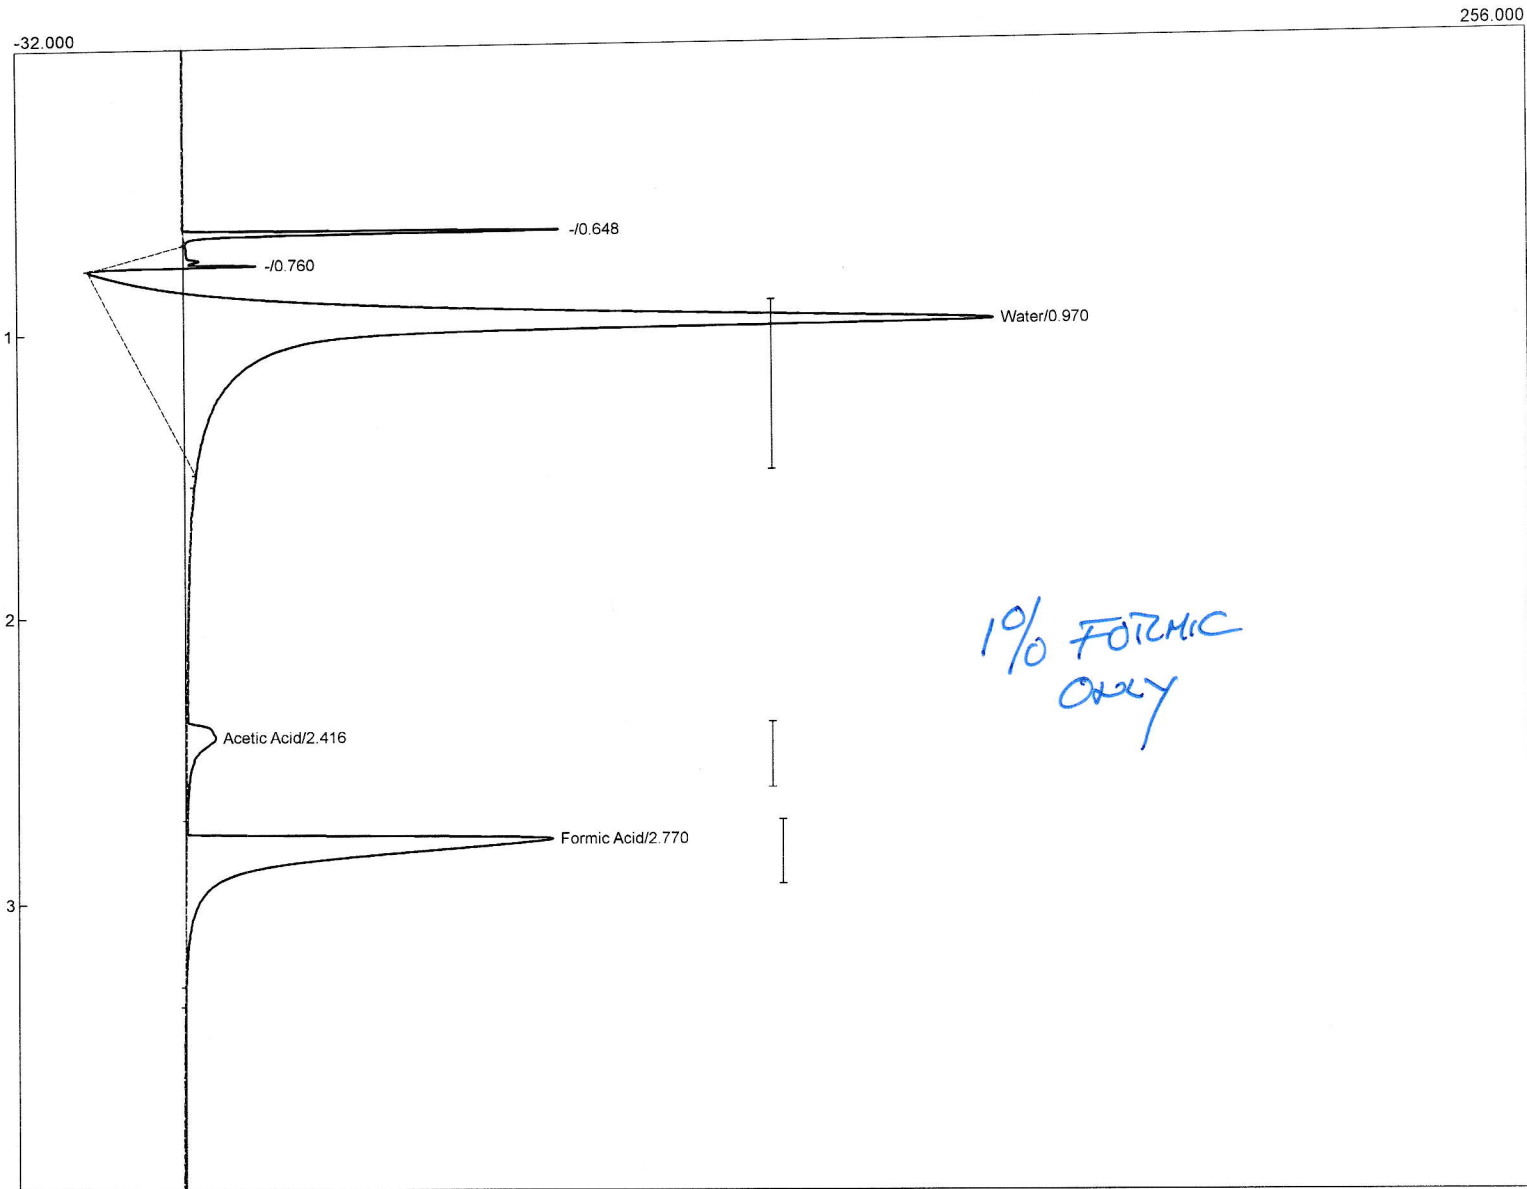 -32.000
256.000
-/0.648
-/0.760
Water/0.970
1
2
1% FORMIC
ONLY
Acetic Acid/2.416
Formic Acid/2.770
3